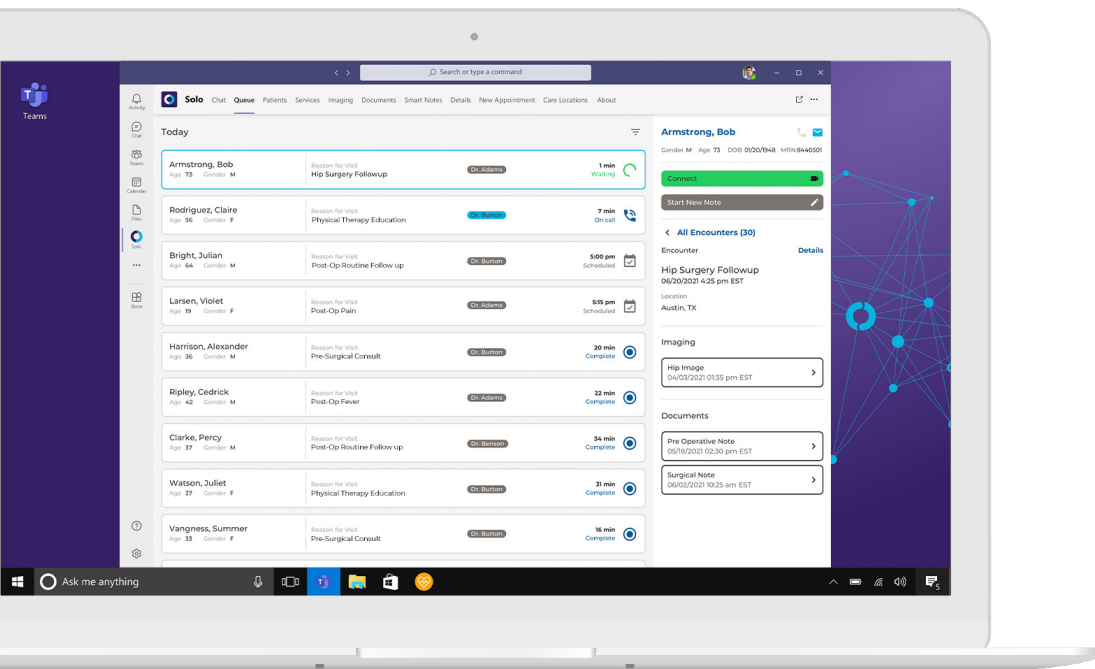 Search or type a command
Teams
Activity
Solo Chat Queue Patients Services Imaging Documents Smart Notes Details New Appointment Care Locations About
Chat
Teams
Calendar
Files
Solo
Store
Today
Armstrong, Bob
Age 73 Gender M
Reason for Visit
Hip Surgery Followup
Dr. Adams
1 min
Waiting
Rodriguez, Claire
Age 56 Gender F
Reason for Visit
Physical Therapy Education
Dr. Burton
7 min
On call
Bright, Julian
Age 64 Gender M
Reason for Visit
Post-Op Routine Follow up
Dr. Burton
5:00 pm
Scheduled
Larsen, Violet
Age 19 Gender F
Reason for Visit
Post-Op Pain
Dr. Adams
5:15 pm
Scheduled
Harrison, Alexander
Age 36 Gender M
Reason for Visit
Pre-Surgical Consult
Dr. Burton
20 min
Complete
Ripley, Cedrick
Age 42 Gender M
Reason for Visit
Post-Op Fever
Dr. Adams
22 min
Complete
Clarke, Percy
Age 37 Gender M
Reason for Visit
Post-Op Routine Follow up
Dr. Benson
34 min
Complete
Watson, Juliet
Age 37 Gender F
Reason for Visit
Physical Therapy Education
Dr. Burton
31 min
Complete
Vangness, Summer
Age 33 Gender F
Reason for Visit
Pre-Surgical Consult
Dr. Burton
16 min
Complete
Armstrong, Bob
Gender M Age 73 DOB 01/20/1948 MRN 8440501
Connect
Start New Note
All Encounters (30)
Encounter Details
Hip Surgery Followup
06/20/2021 4:25 pm EST
Location
Austin, TX
Imaging
Hip Image
04/03/2021 01:35 pm EST
Documents
Pre Operative Note
05/18/2021 02:30 pm EST
Surgical Note
06/02/2021 10:25 am EST
Ask me anything
5